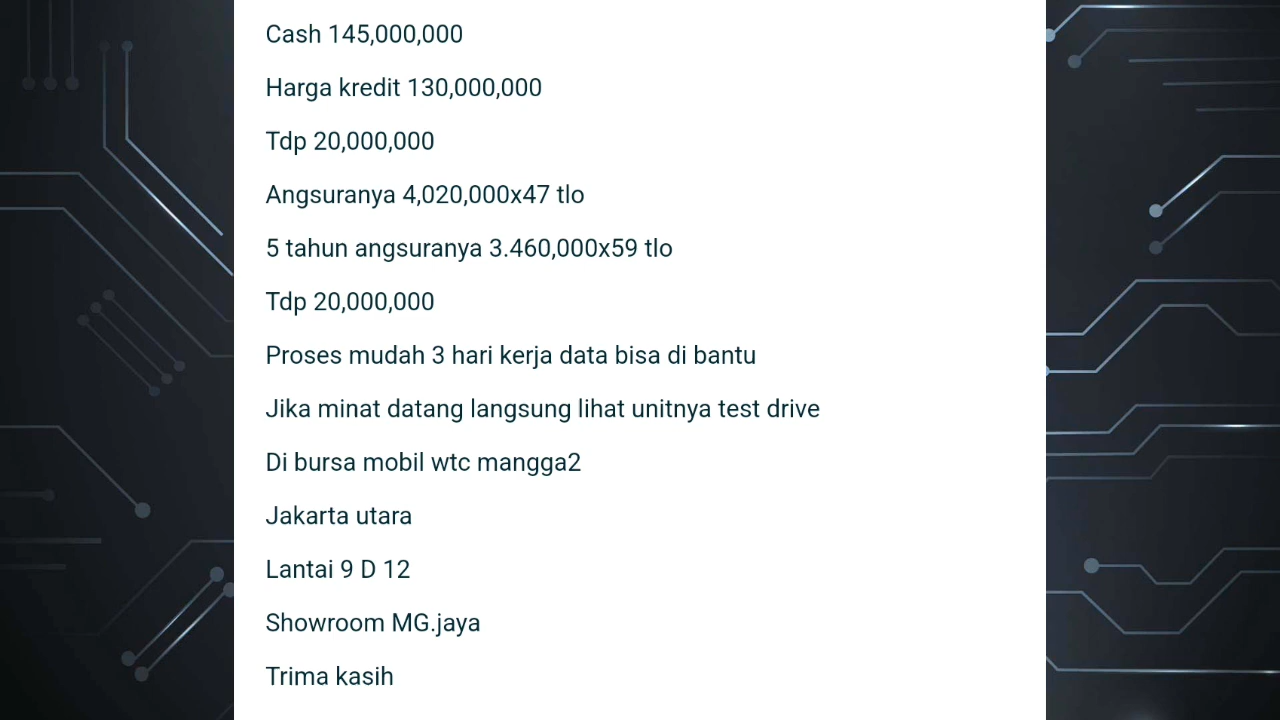 Cash 145,000,000
Harga kredit 130,000,000
Tdp 20,000,000
Angsuranya 4,020,000x47 tlo
5 tahun angsuranya 3.460,000x59 tlo
Tdp 20,000,000
Proses mudah 3 hari kerja data bisa di bantu
Jika minat datang langsung lihat unitnya test drive
Di bursa mobil wtc mangga2
Jakarta utara
Lantai 9 D 12
Showroom MG.jaya
Trima kasih